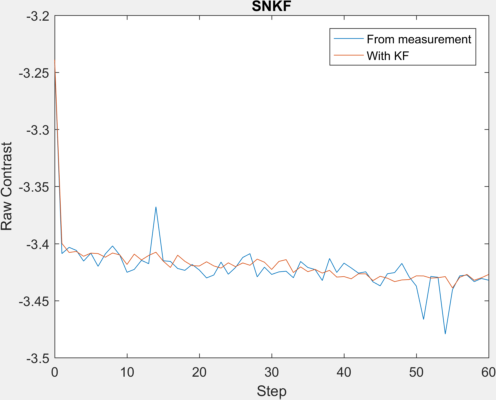 SNKF
From measurement
With KF
Raw Contrast
-3.2
-3.25
-3.3
-3.35
-3.4
-3.45
-3.5
0 10 20 30 40 50 60
Step